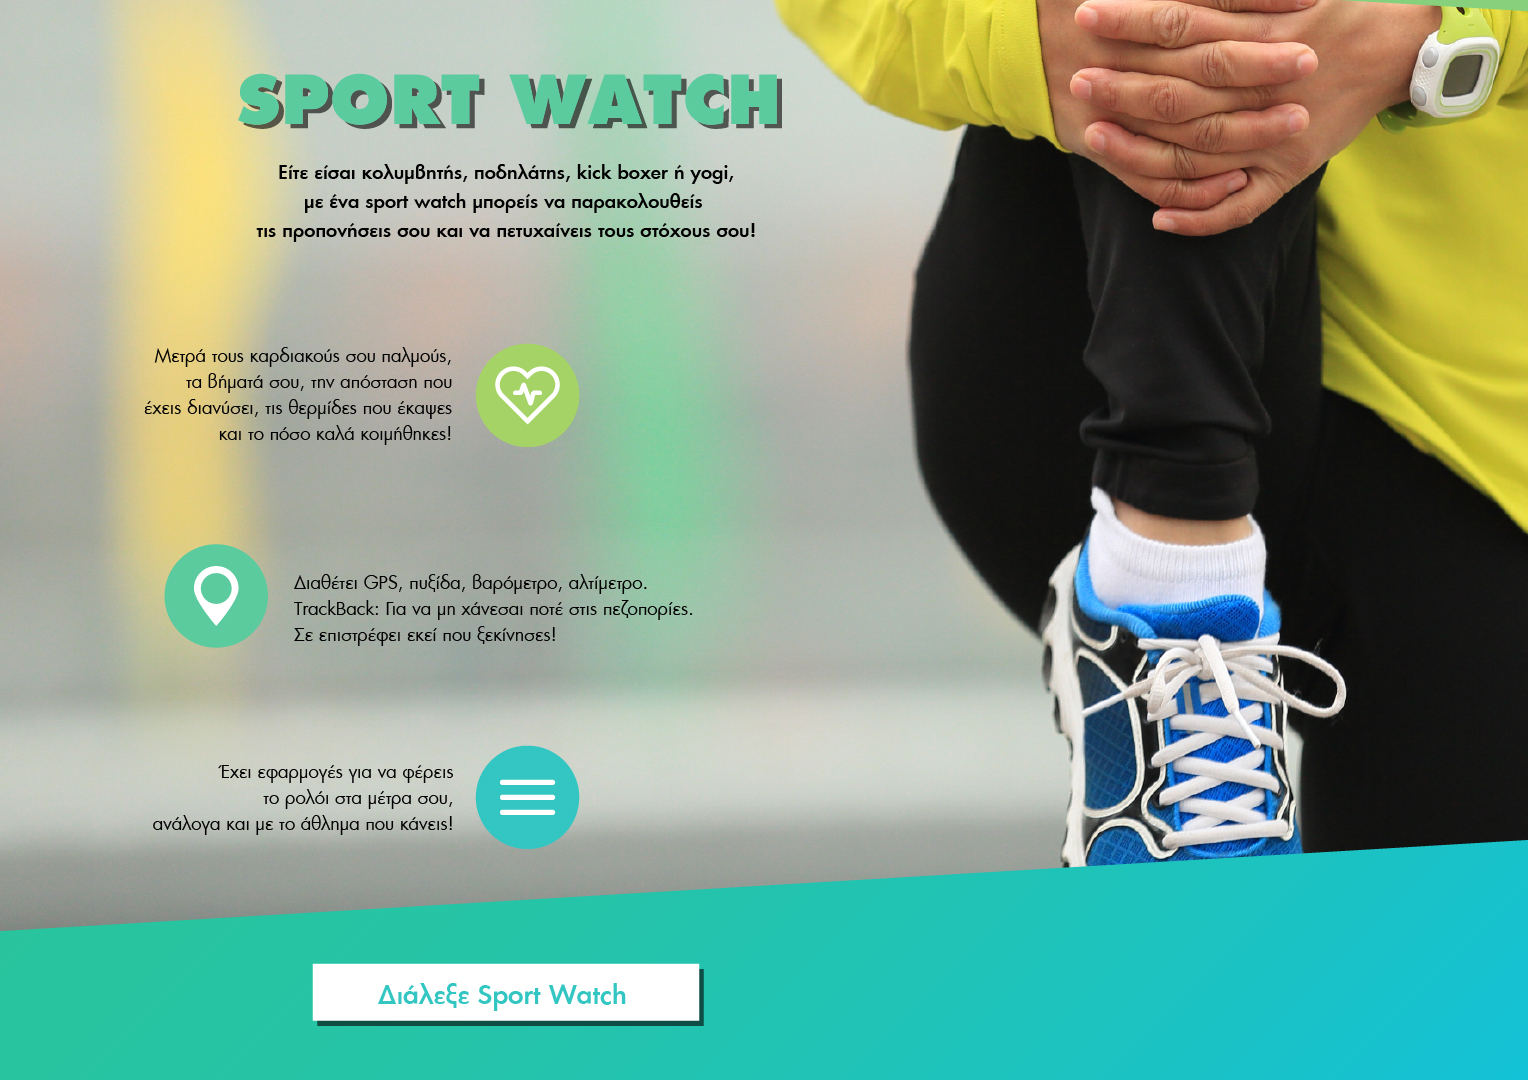 SPORT WATCH
Είτε είσαι κολυμβητής, ποδηλάτης, kick boxer ή yogi,
με ένα sport watch μπορείς να παρακολουθείς
τις προπονήσεις σου και να πετυχαίνεις τους στόχους σου!
Μετρά τους καρδιακούς σου παλμούς,
τα βήματά σου, την απόσταση που
έχεις διανύσει, τις θερμίδες που έκαψες
και το πόσο καλά κοιμήθηκες!
Διαθέτει GPS, πυξίδα, βαρόμετρο, αλτίμετρο.
TrackBack: Για να μη χάνεσαι ποτέ στις πεζοπορίες.
Σε επιστρέφει εκεί που ξεκίνησες!
Έχει εφαρμογές για να φέρεις
το ρολόι στα μέτρα σου,
ανάλογα και με το άθλημα που κάνεις!
Διάλεξε Sport Watch